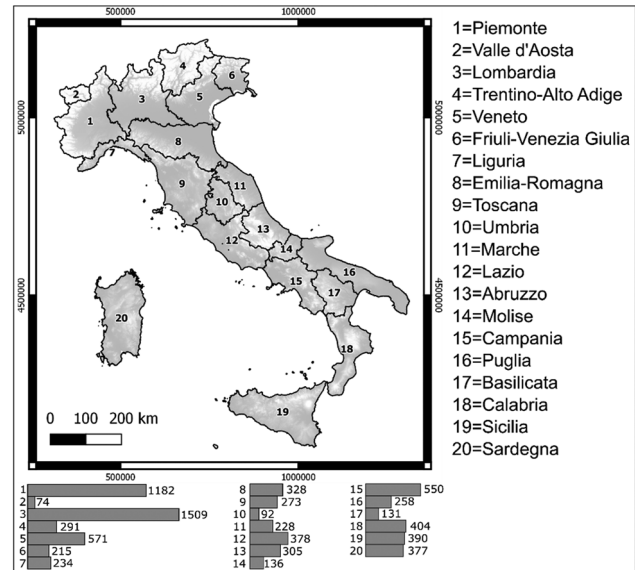 500000 1000000
1=Piemonte
2=Valle d'Aosta
3=Lombardia
4=Trentino-Alto Adige
5=Veneto
6=Friuli-Venezia Giulia
7=Liguria
8=Emilia-Romagna
9=Toscana
10=Umbria
11=Marche
12=Lazio
13=Abruzzo
14=Molise
15=Campania
16=Puglia
17=Basilicata
18=Calabria
19=Sicilia
20=Sardegna
5000000 5000000
4500000 4500000
4
6
2
3
5
1
8
9
11
10
13
12
14
16
15
17
20
18
19
0 100 200 km
500000 1000000
1 1182
2 74
3 1509
4 291
5 571
6 215
7 234
8 328
9 273
10 92
11 228
12 378
13 305
14 136
15 550
16 258
17 131
18 404
19 390
20 377